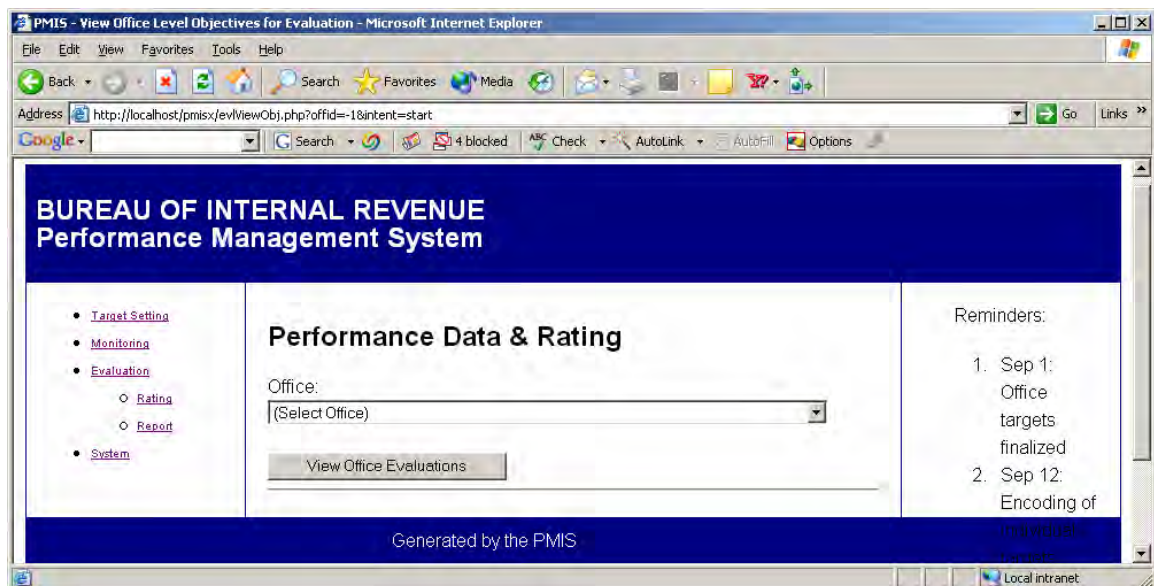 PMIS - View Office Level Objectives for Evaluation - Microsoft Internet Explorer
File Edit View Favorites Tools Help
Back Search Favorites Media
Address http://localhost/pmisx/evlViewObj.php?offid=-1&intent=start Go Links »
Google Search 4 blocked Check AutoLink AutoFill Options
BUREAU OF INTERNAL REVENUE
Performance Management System
Target Setting
Monitoring
Evaluation
Rating
Report
System
Performance Data & Rating
Office:
(Select Office)
View Office Evaluations
Reminders:
1. Sep 1:
Office
targets
finalized
2. Sep 12:
Encoding of
Generated by the PMIS
Local intranet